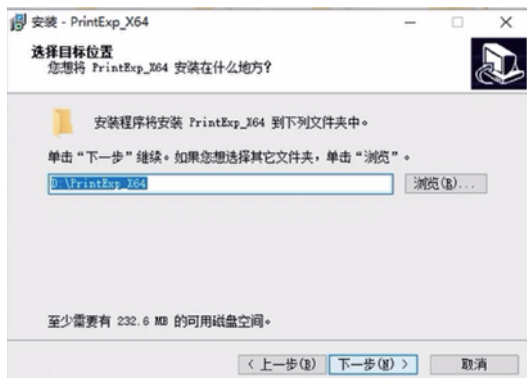 安装 - PrintExp_X64
选择目标位置
您想将 PrintExp_X64 安装在什么地方？
安装程序将安装 PrintExp_X64 到下列文件夹中。
单击“下一步”继续。如果您想选择其它文件夹，单击“浏览”。
D:\PrintExp_X64
浏览(R)...
至少需要有 232.6 MB 的可用磁盘空间。
< 上一步(B) 下一步(N) > 取消